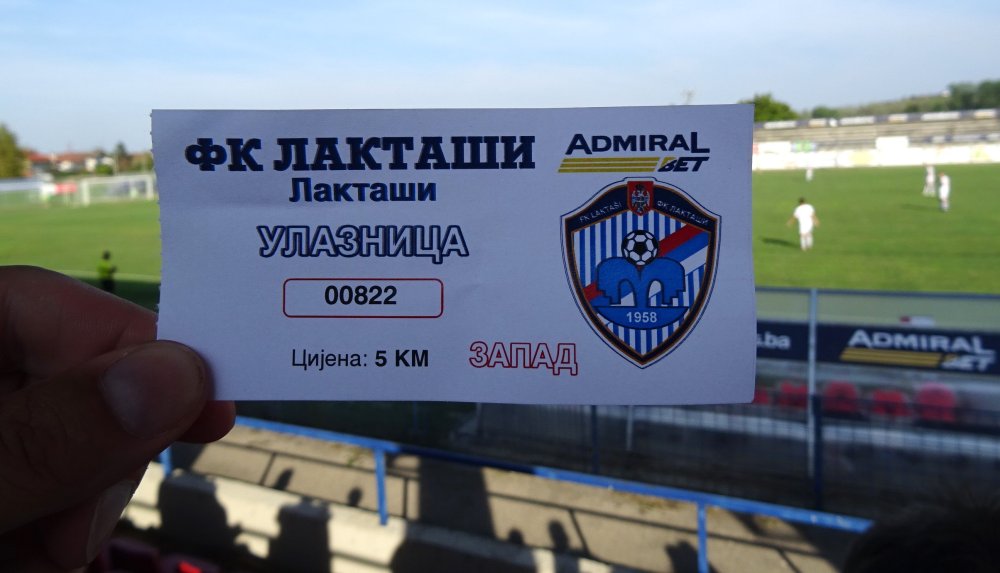 ФК ЛАКТАШИ
Лакташи
УЛАЗНИЦА
00822
Цијена: 5 КМ
ЗАПАД
ADMIRAL
BET
FK LAKTAŠI
ФК ЛАКТАШИ
1958
s.ba
ADMIRAL
BET